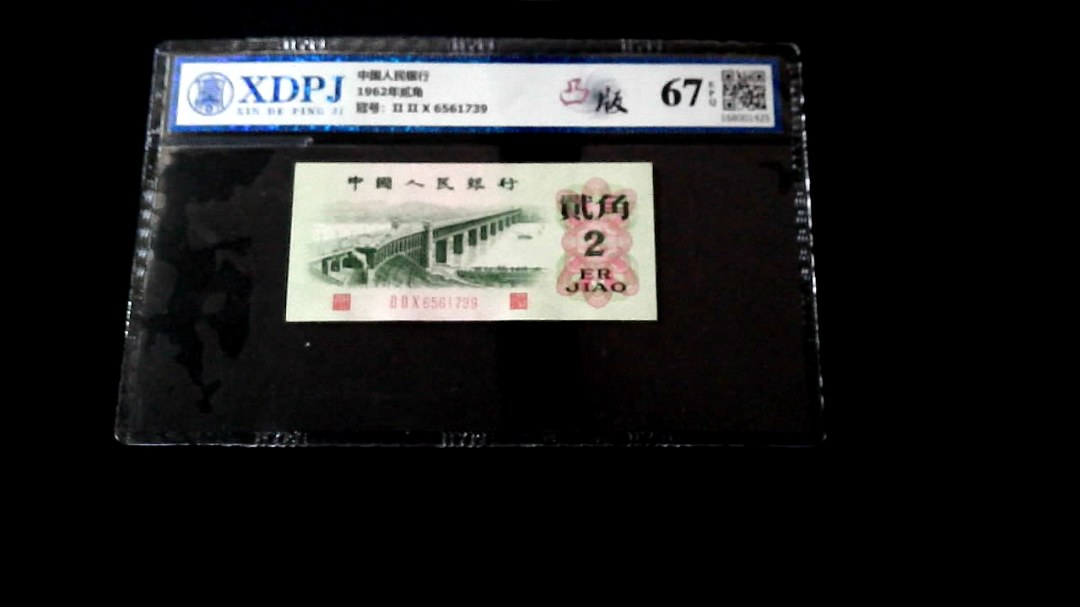 XDPJ
XIN DE PING JI
中国人民银行
1962年贰角
冠号: II II X 6561739
凸版
67
EPQ
中國人民銀行
貳角
2
ER
JIAO
II II X 6561739